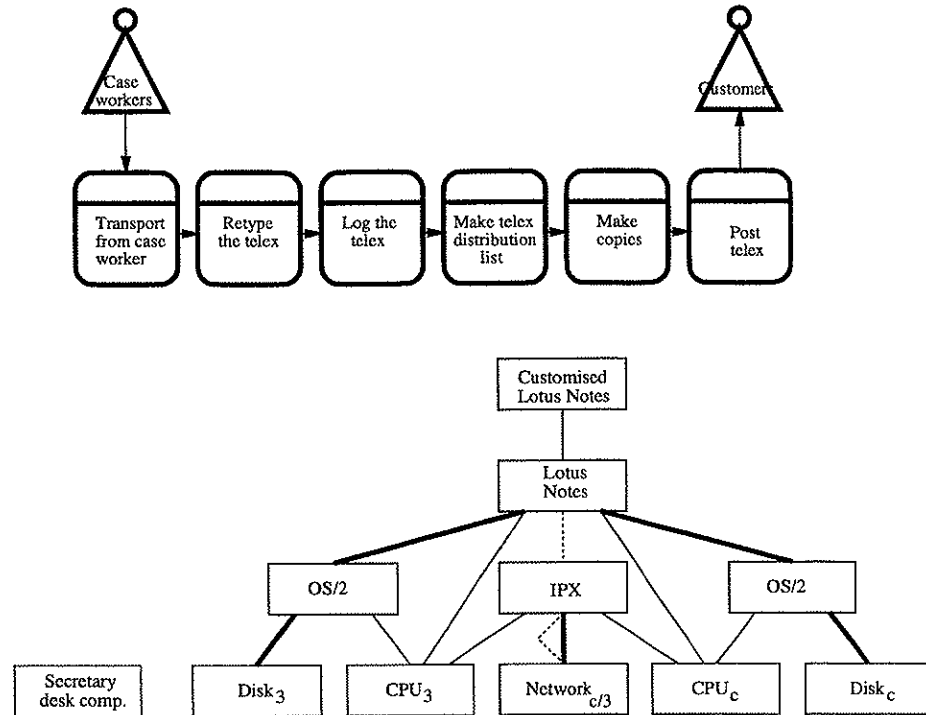 Case
workers
Customers
Transport
from case
worker
Retype
the telex
Log the
telex
Make telex
distribution
list
Make
copies
Post
telex
Customised
Lotus Notes
Lotus
Notes
OS/2
IPX
OS/2
Secretary
desk comp.
Disk3
CPU3
Networkc/3
CPUc
Diskc